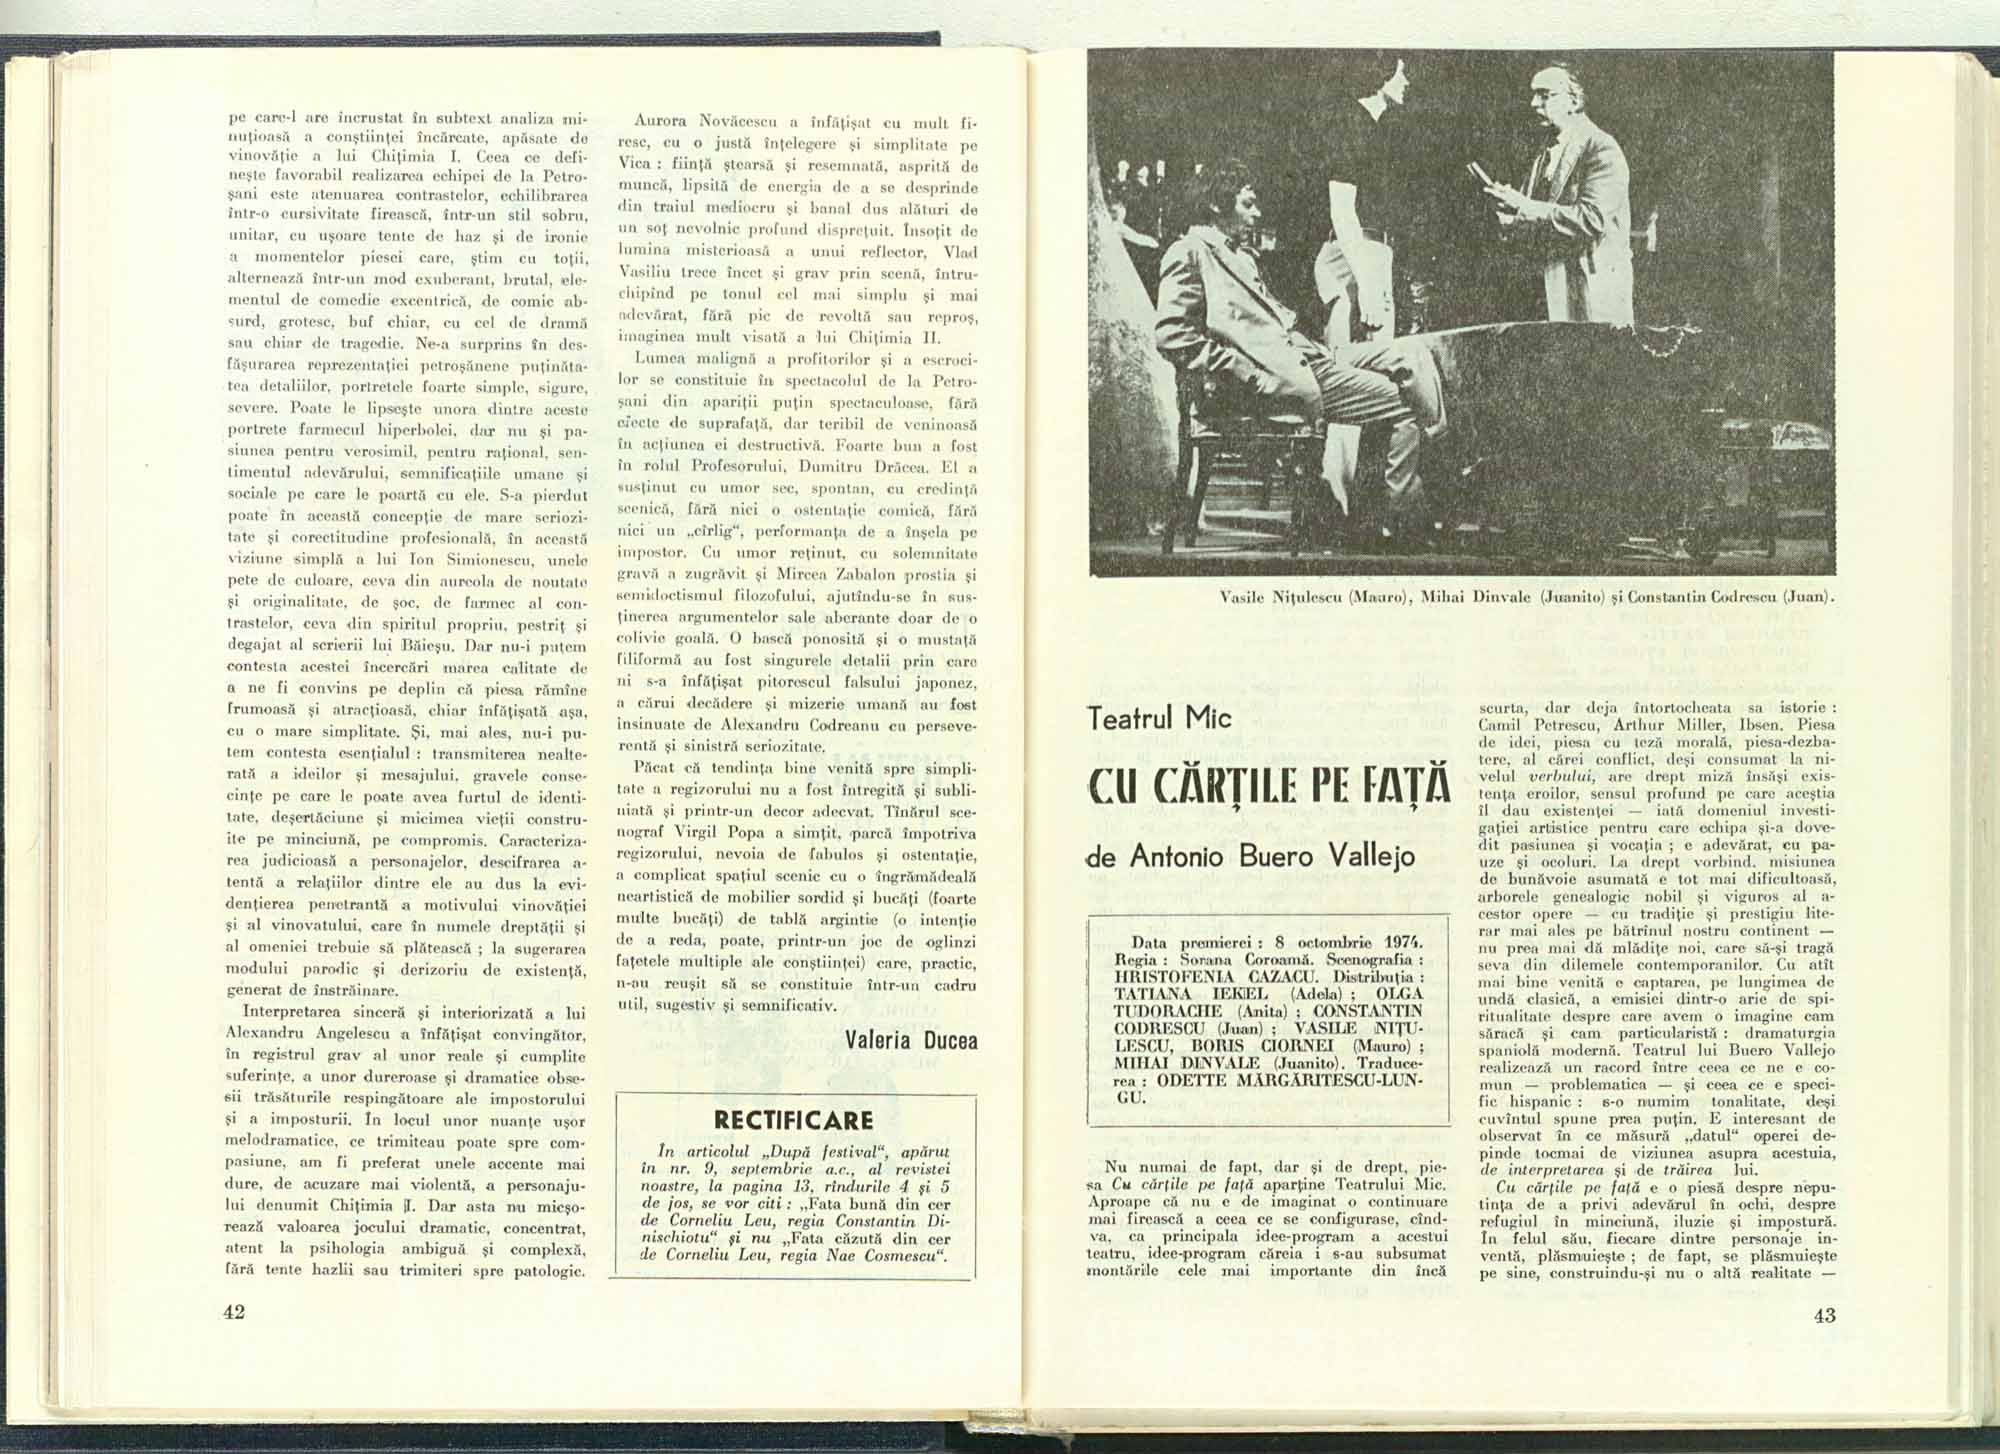 pe care-l are incrustat în subtext analiza mi-
nuțioasă a conștiinței încărcate, apăsate de
vinovăție a lui Chițimia I. Ceea ce defi-
nește favorabil realizarea echipei de la Petro-
șani este atenuarea contrastelor, echilibrarea
într-o cursivitate firească, într-un stil sobru,
unitar, cu ușoare tente de haz și de ironie
a momentelor piesei care, știm cu toții,
alternează într-un mod exuberant, brutal, ele-
mentul de comedie excentrică, de comic ab-
surd, grotesc, buf chiar, cu cel de dramă
sau chiar de tragedie. Ne-a surprins în des-
fășurarea reprezentației petroșănene puținăta-
tea detaliilor, portretele foarte simple, sigure,
severe. Poate le lipsește unora dintre aceste
portrete farmecul hiperbolei, dar nu și pa-
siunea pentru verosimil, pentru rațional, sen-
timentul adevărului, semnificațiile umane și
sociale pe care le poartă cu ele. S-a pierdut
poate în această concepție de mare seriozi-
tate și corectitudine profesională, în această
viziune simplă a lui Ion Simionescu, unele
pete de culoare, ceva din aureola de noutate
și originalitate, de șoc, de farmec al con-
trastelor, ceva din spiritul propriu, pestriț și
degajat al scrierii lui Băieșu. Dar nu-i putem
contesta acestei încercări marea calitate de
a ne fi convins pe deplin că piesa rămîne
frumoasă și atracțioasă, chiar înfățișată așa,
cu o mare simplitate. Și, mai ales, nu-i pu-
tem contesta esențialul : transmiterea nealte-
rată a ideilor și mesajului, gravele conse-
cințe pe care le poate avea furtul de identi-
tate, deșertăciune și micimea vieții constru-
ite pe minciună, pe compromis. Caracteriza-
rea judicioasă a personajelor, descifrarea a-
tentă a relațiilor dintre ele au dus la evi-
dențierea penetrantă a motivului vinovăției
și al vinovatului, care în numele dreptății și
al omeniei trebuie să plătească ; la sugerarea
modului parodic și derizoriu de existență,
generat de înstrăinare.
Interpretarea sinceră și interiorizată a lui
Alexandru Angelescu a înfățișat convingător,
în registrul grav al unor reale și cumplite
suferințe, a unor dureroase și dramatice obse-
sii trăsăturile respingătoare ale impostorului
și a imposturii. În locul unor nuanțe ușor
melodramatice, ce trimiteau poate spre com-
pasiune, am fi preferat unele accente mai
dure, de acuzare mai violentă, a personaju-
lui denumit Chițimia I. Dar asta nu micșo-
rează valoarea jocului dramatic, concentrat,
atent la psihologia ambiguă și complexă,
fără tente hazlii sau trimiteri spre patologic.
42
Aurora Novăcescu a înfățișat cu mult fi-
resc, cu o justă înțelegere și simplitate pe
Vica : ființă ștearsă și resemnată, asprită de
muncă, lipsită de energia de a se desprinde
din traiul mediocru și banal dus alături de
un soț nevolnic profund disprețuit. Însoțit de
lumina misterioasă a unui reflector, Vlad
Vasiliu trece încet și grav prin scenă, întru-
chipînd pe tonul cel mai simplu și mai
adevărat, fără pic de revoltă sau reproș,
imaginea mult visată a lui Chițimia II.
Lumea malignă a profitorilor și a escroci-
lor se constituie în spectacolul de la Petro-
șani din apariții puțin spectaculoase, fără
efecte de suprafață, dar teribil de veninoasă
în acțiunea ei destructivă. Foarte bun a fost
în rolul Profesorului, Dumitru Drăcea. El a
susținut cu umor sec, spontan, cu credință
scenică, fără nici o ostentație comică, fără
nici un „cîrlig“, performanța de a înșela pe
impostor. Cu umor reținut, cu solemnitate
gravă a zugrăvit și Mircea Zabalon prostia și
semidoctismul filozofului, ajutîndu-se în sus-
ținerea argumentelor sale aberante doar de o
colivie goală. O bască ponosită și o mustață
filiformă au fost singurele detalii prin care
ni s-a înfățișat pitorescul falsului japonez,
a cărui decădere și mizerie umană au fost
insinuate de Alexandru Codreanu cu perseve-
rentă și sinistră seriozitate.
Păcat că tendința bine venită spre simpli-
tate a regizorului nu a fost întregită și subli-
niată și printr-un decor adecvat. Tînărul sce-
nograf Virgil Popa a simțit, parcă împotriva
regizorului, nevoia de fabulos și ostentație,
a complicat spațiul scenic cu o îngrămădeală
neartistică de mobilier sordid și bucăți (foarte
multe bucăți) de tablă argintie (o intenție
de a reda, poate, printr-un joc de oglinzi
fațetele multiple ale conștiinței) care, practic,
n-au reușit să se constituie într-un cadru
util, sugestiv și semnificativ.
Valeria Ducea
RECTIFICARE
În articolul „După festival“, apărut
în nr. 9, septembrie a.c., al revistei
noastre, la pagina 13, rîndurile 4 și 5
de jos, se vor citi : „Fata bună din cer
de Corneliu Leu, regia Constantin Di-
nischiotu“ și nu „Fata căzută din cer
de Corneliu Leu, regia Nae Cosmescu“.
Vasile Nițulescu (Mauro), Mihai Dinvale (Juanito) și Constantin Codrescu (Juan).
Teatrul Mic
CU CĂRȚILE PE FAȚĂ
de Antonio Buero Vallejo
Data premierei : 8 octombrie 1974.
Regia : Sorana Coroamă. Scenografia :
HRISTOFENIA CAZACU. Distribuția :
TATIANA IEKEL (Adela) ; OLGA
TUDORACHE (Anita) ; CONSTANTIN
CODRESCU (Juan) ; VASILE NIȚU-
LESCU, BORIS CIORNEI (Mauro) ;
MIHAI DINVALE (Juanito). Traduce-
rea : ODETTE MĂRGĂRITESCU-LUN-
GU.
Nu numai de fapt, dar și de drept, pie-
sa Cu cărțile pe față aparține Teatrului Mic.
Aproape că nu e de imaginat o continuare
mai firească a ceea ce se configurase, cînd-
va, ca principala idee-program a acestui
teatru, idee-program căreia i s-au subsumat
montările cele mai importante din încă
scurta, dar deja întortocheata sa istorie :
Camil Petrescu, Arthur Miller, Ibsen. Piesa
de idei, piesa cu teză morală, piesa-dezba-
tere, al cărei conflict, deși consumat la ni-
velul verbului, are drept miză însăși exis-
tența eroilor, sensul profund pe care aceștia
îl dau existenței — iată domeniul investi-
gației artistice pentru care echipa și-a dove-
dit pasiunea și vocația ; e adevărat, cu pa-
uze și ocoluri. La drept vorbind, misiunea
de bunăvoie asumată e tot mai dificultoasă,
arborele genealogic nobil și viguros al a-
cestor opere — cu tradiție și prestigiu lite-
rar mai ales pe bătrînul nostru continent —
nu prea mai dă mlădițe noi, care să-și tragă
seva din dilemele contemporanilor. Cu atît
mai bine venită e captarea, pe lungimea de
undă clasică, a emisiei dintr-o arie de spi-
ritualitate despre care avem o imagine cam
săracă și cam particularistă : dramaturgia
spaniolă modernă. Teatrul lui Buero Vallejo
realizează un racord între ceea ce ne e co-
mun — problematica — și ceea ce e speci-
fic hispanic : s-o numim tonalitate, deși
cuvîntul spune prea puțin. E interesant de
observat în ce măsură „datul“ operei de-
pinde tocmai de viziunea asupra acestuia,
de interpretarea și de trăirea lui.
Cu cărțile pe față e o piesă despre nepu-
tința de a privi adevărul în ochi, despre
refugiul în minciună, iluzie și impostură.
În felul său, fiecare dintre personaje in-
ventă, plăsmuiește ; de fapt, se plăsmuiește
pe sine, construindu-și nu o altă realitate —
43